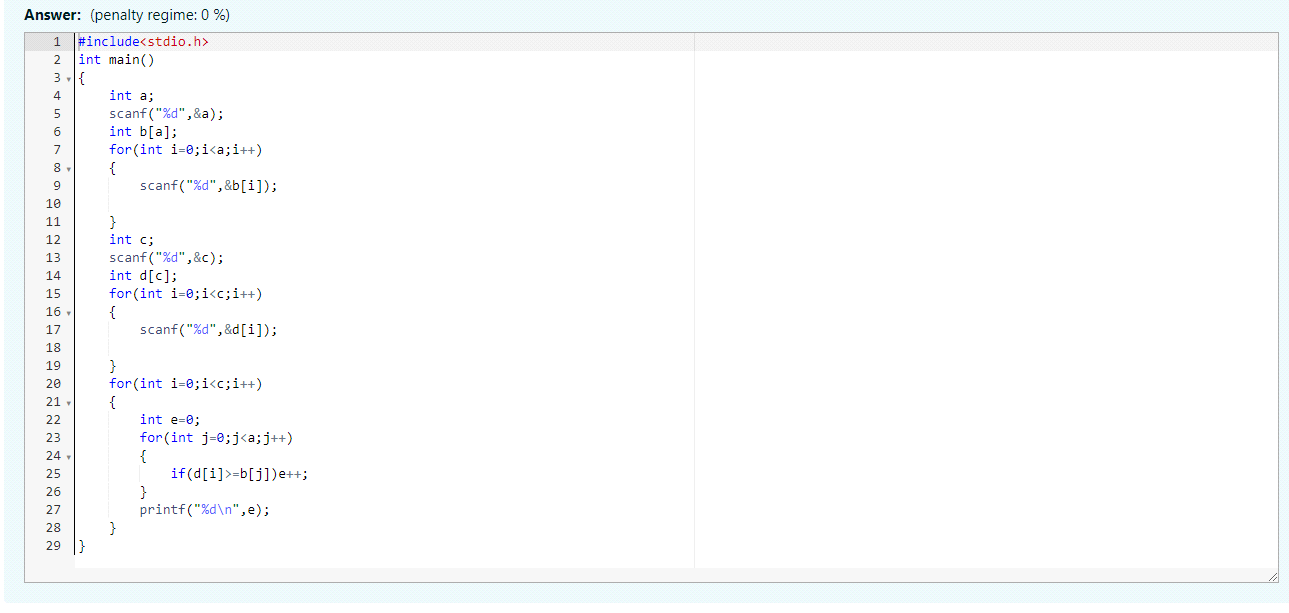 Answer: (penalty regime: 0 %)
1 #include<stdio.h>
2 int main()
3 {
4     int a;
5     scanf("%d",&a);
6     int b[a];
7     for(int i=0;i<a;i++)
8     {
9         scanf("%d",&b[i]);
10
11     }
12     int c;
13     scanf("%d",&c);
14     int d[c];
15     for(int i=0;i<c;i++)
16     {
17         scanf("%d",&d[i]);
18
19     }
20     for(int i=0;i<c;i++)
21     {
22         int e=0;
23         for(int j=0;j<a;j++)
24         {
25             if(d[i]>=b[j])e++;
26         }
27         printf("%d\n",e);
28     }
29 }